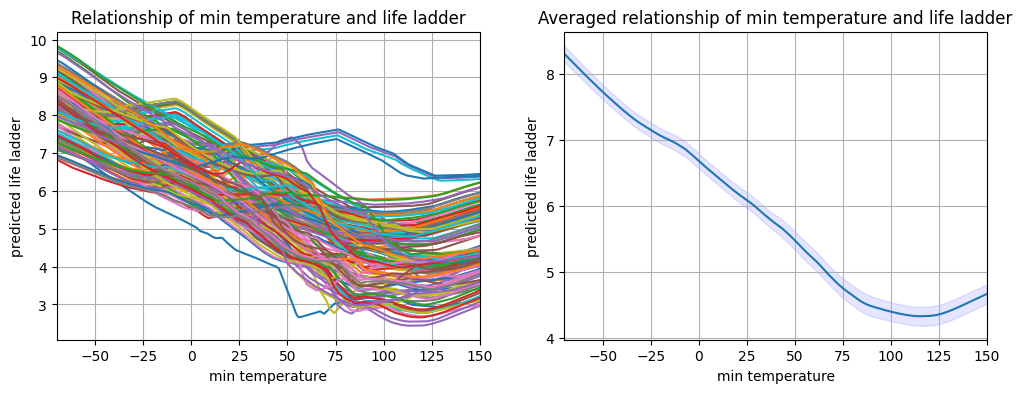 Relationship of min temperature and life ladder
predicted life ladder
10
9
8
7
6
5
4
3
−50 −25 0 25 50 75 100 125 150
min temperature
Averaged relationship of min temperature and life ladder
predicted life ladder
8
7
6
5
4
−50 −25 0 25 50 75 100 125 150
min temperature